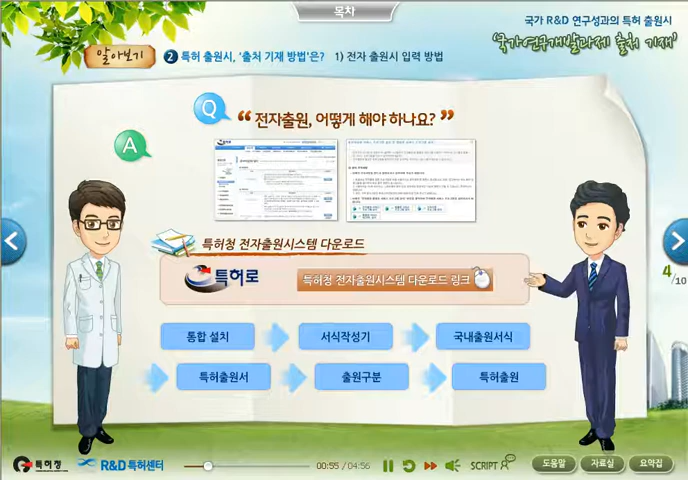 목차
국가 R&D 연구성과의 특허 출원시
'국가연구개발과제 출처 기재'
알아보기
2 특허 출원시, '출처 기재 방법'은? 1) 전자 출원시 입력 방법
Q
“전자출원, 어떻게 해야 하나요?”
A
특허청 전자출원시스템 다운로드
특허로
특허청 전자출원시스템 다운로드 링크
통합 설치
서식작성기
국내출원서식
특허출원서
출원구분
특허출원
4
/10
특허청
R&D 특허센터
00:55 / 04:56
SCRIPT
도움말
자료실
요약집